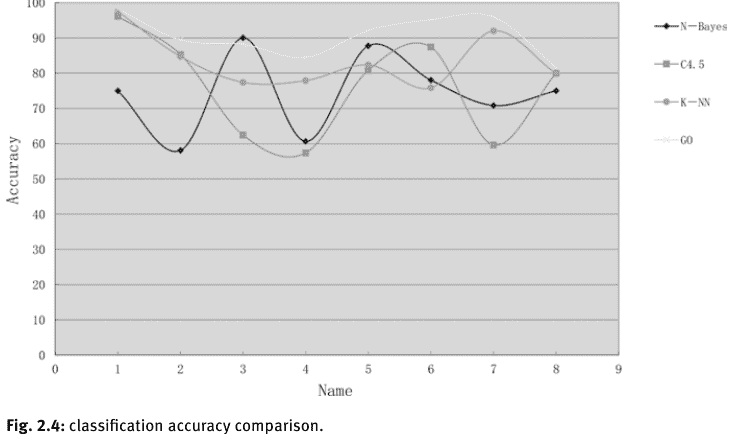 100
90
80
70
60
50
40
30
20
10
0
Accuracy
0 1 2 3 4 5 6 7 8 9
Name
N-Bayes
C4.5
K-NN
GO
Fig. 2.4: classification accuracy comparison.